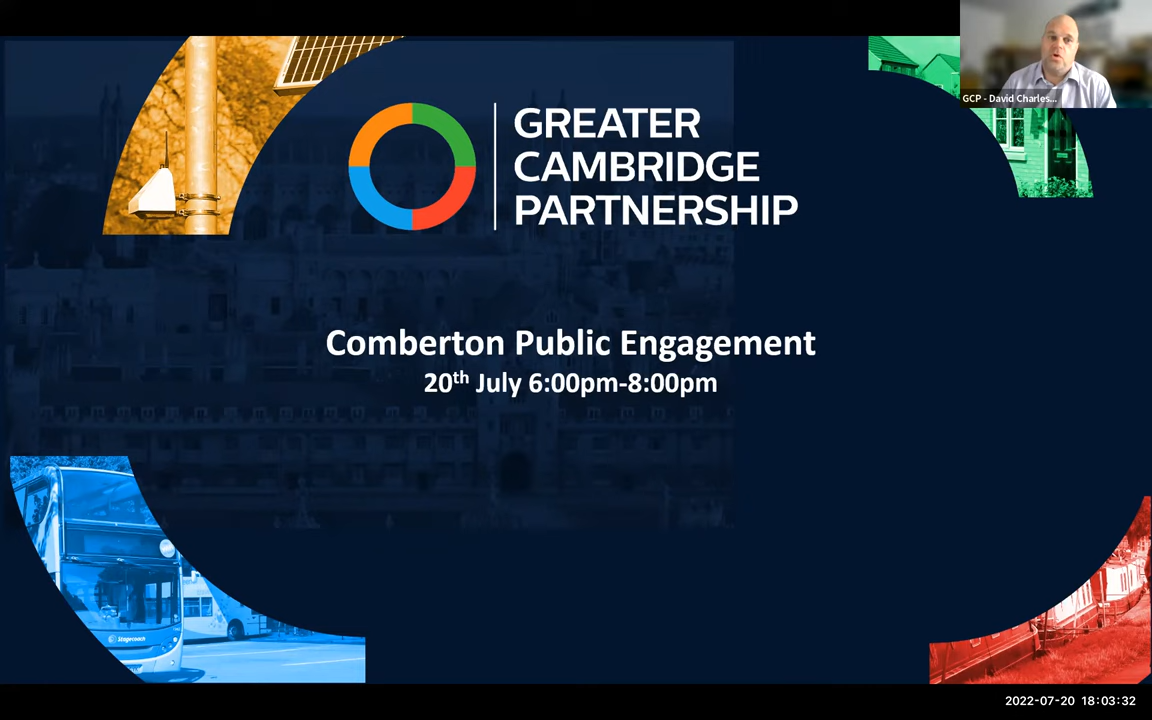 GCP - David Charles...
GREATER
CAMBRIDGE
PARTNERSHIP
Comberton Public Engagement
20th July 6:00pm-8:00pm
Stagecoach
2022-07-20 18:03:32